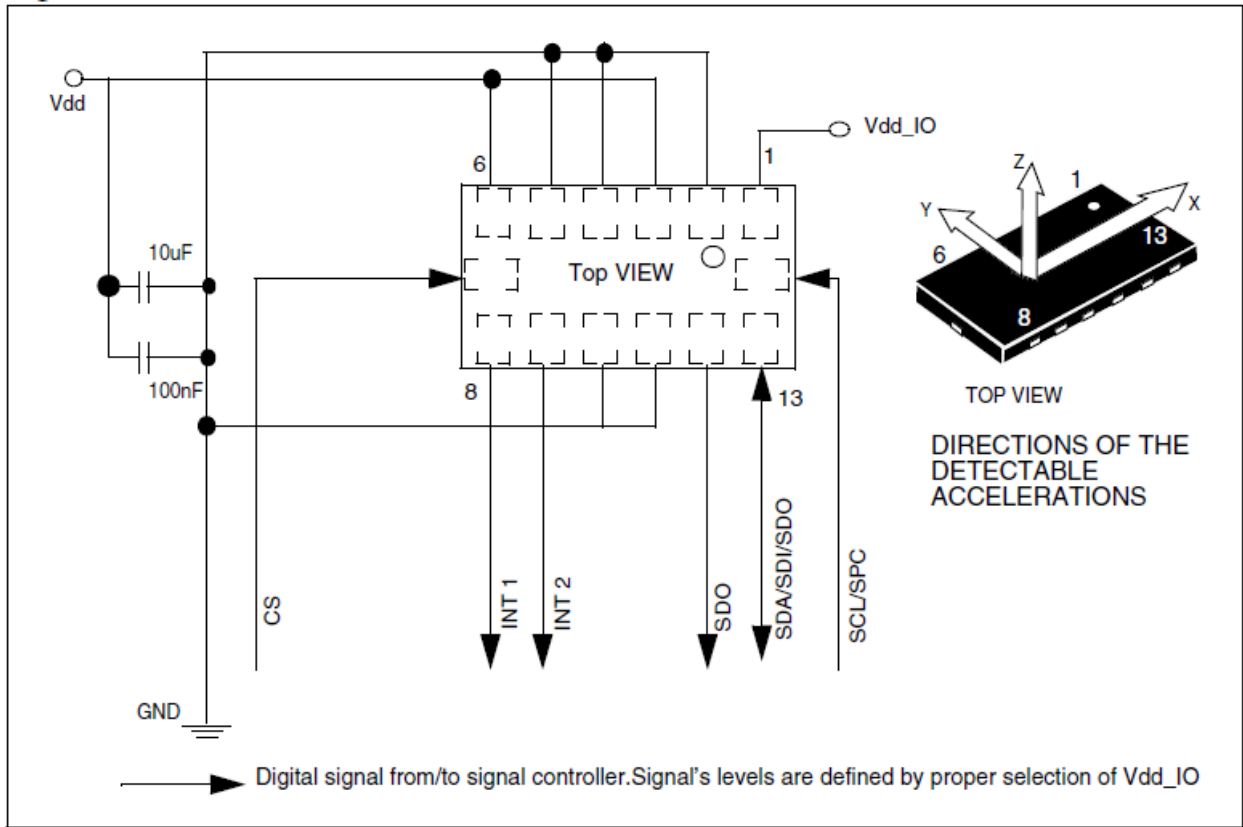 Vdd
Vdd_IO
6
1
10uF
100nF
Top VIEW
8
13
CS
INT 1
INT 2
SDO
SDA/SDI/SDO
SCL/SPC
GND
Z
Y
X
1
6
13
8
TOP VIEW
DIRECTIONS OF THE
DETECTABLE
ACCELERATIONS
Digital signal from/to signal controller.Signal's levels are defined by proper selection of Vdd_IO